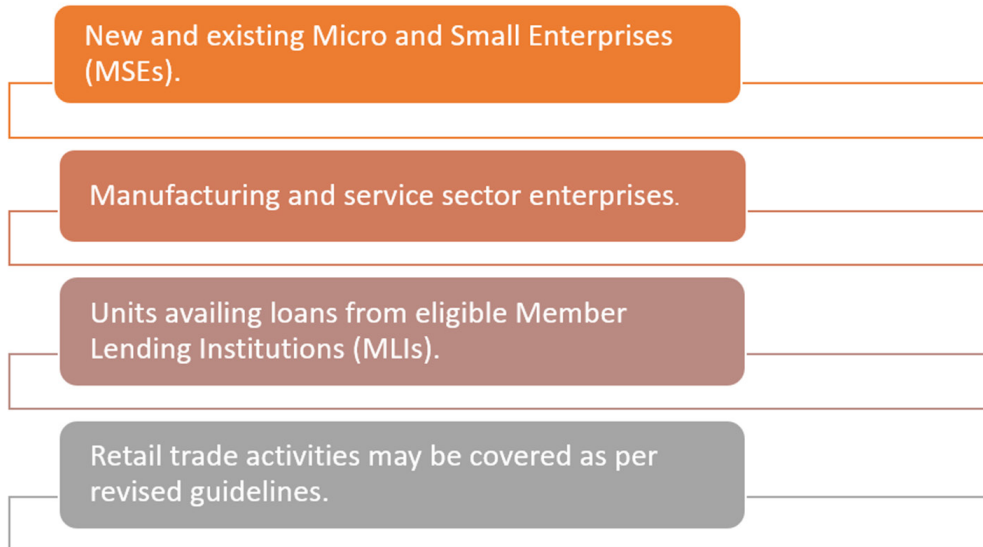 New and existing Micro and Small Enterprises
(MSEs).
Manufacturing and service sector enterprises.
Units availing loans from eligible Member
Lending Institutions (MLIs).
Retail trade activities may be covered as per
revised guidelines.